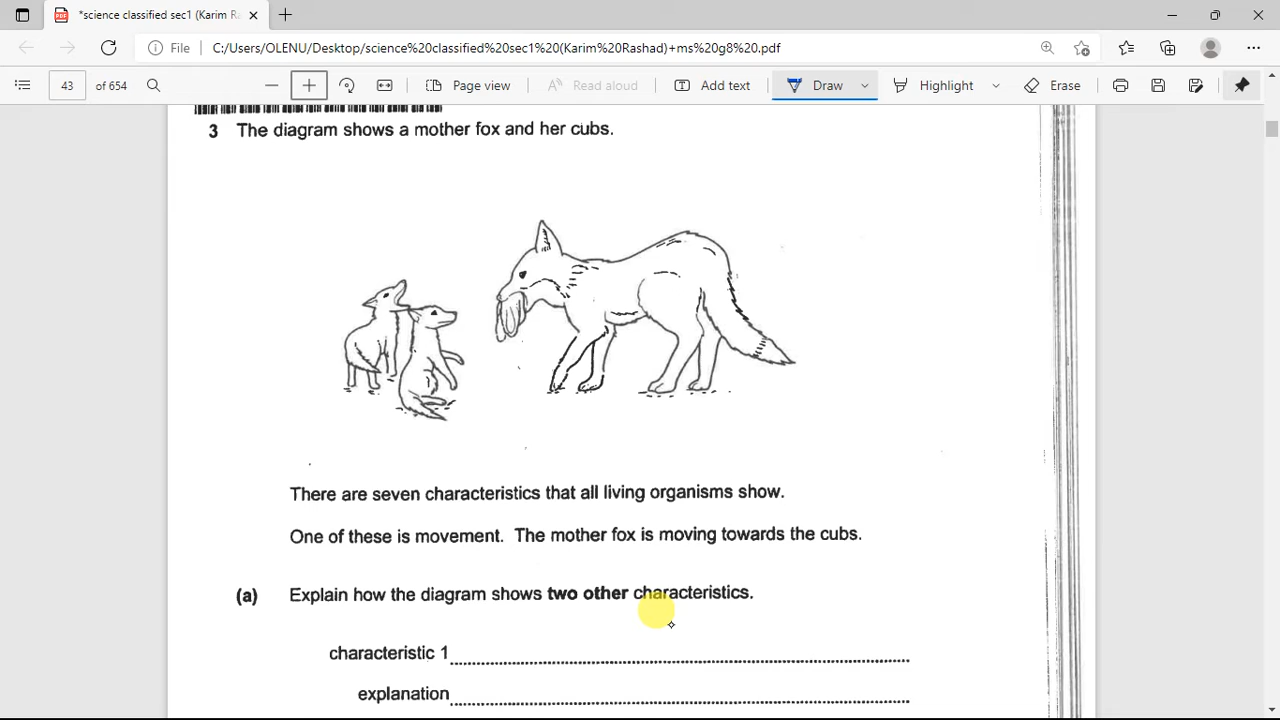 *science classified sec1 (Karim Ra
File
C:/Users/OLENU/Desktop/science%20classified%20sec1%20(Karim%20Rashad)+ms%20g8%20.pdf
43 of 654
Page view
Read aloud
Add text
Draw
Highlight
Erase
3 The diagram shows a mother fox and her cubs.
There are seven characteristics that all living organisms show.
One of these is movement. The mother fox is moving towards the cubs.
(a) Explain how the diagram shows two other characteristics.
characteristic 1
explanation